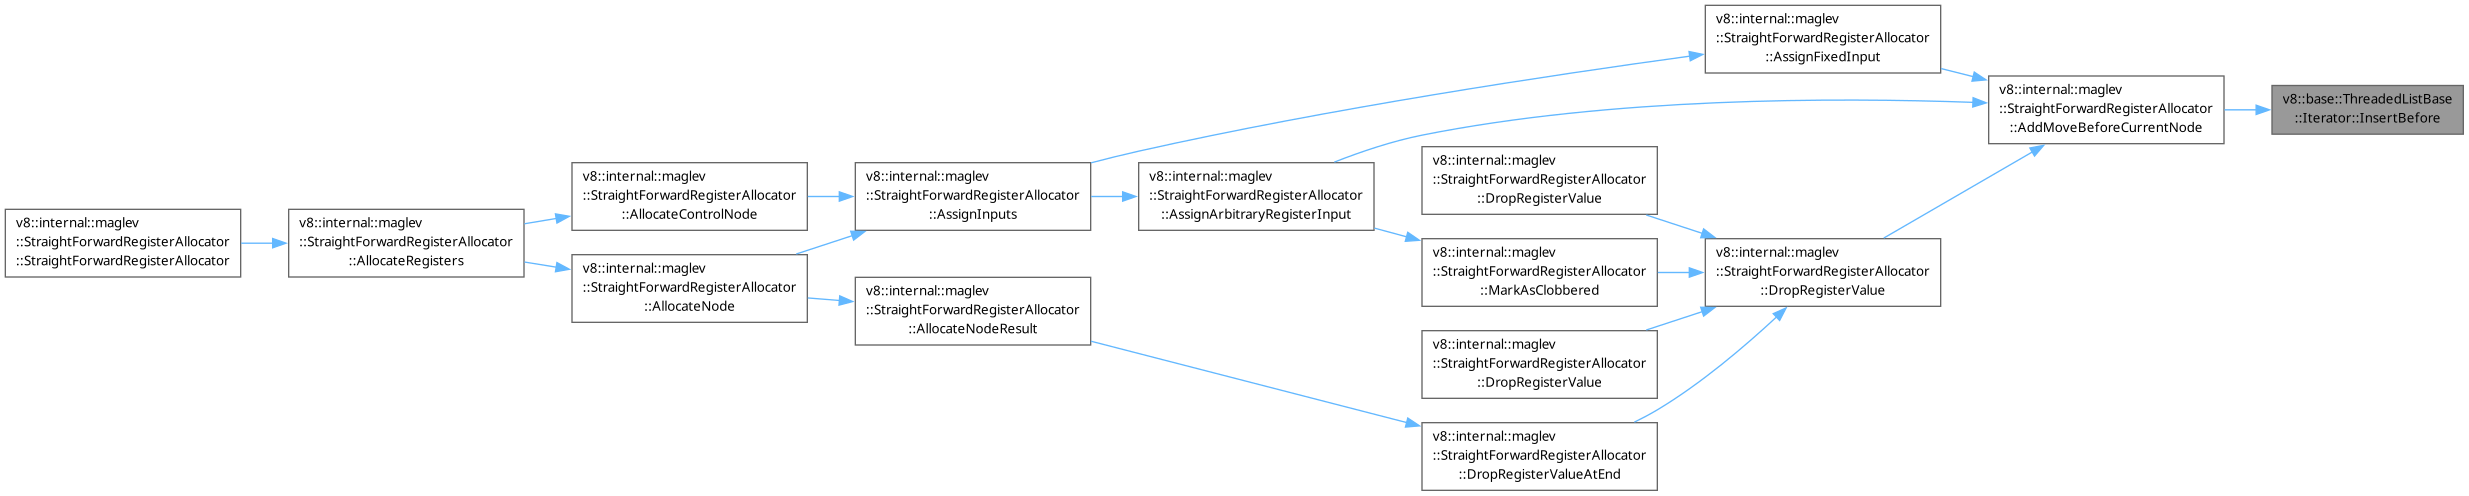 v8::internal::maglev
::StraightForwardRegisterAllocator
::StraightForwardRegisterAllocator
v8::internal::maglev
::StraightForwardRegisterAllocator
::AllocateRegisters
v8::internal::maglev
::StraightForwardRegisterAllocator
::AllocateControlNode
v8::internal::maglev
::StraightForwardRegisterAllocator
::AllocateNode
v8::internal::maglev
::StraightForwardRegisterAllocator
::AssignInputs
v8::internal::maglev
::StraightForwardRegisterAllocator
::AllocateNodeResult
v8::internal::maglev
::StraightForwardRegisterAllocator
::AssignArbitraryRegisterInput
v8::internal::maglev
::StraightForwardRegisterAllocator
::DropRegisterValue
v8::internal::maglev
::StraightForwardRegisterAllocator
::MarkAsClobbered
v8::internal::maglev
::StraightForwardRegisterAllocator
::DropRegisterValue
v8::internal::maglev
::StraightForwardRegisterAllocator
::DropRegisterValueAtEnd
v8::internal::maglev
::StraightForwardRegisterAllocator
::AssignFixedInput
v8::internal::maglev
::StraightForwardRegisterAllocator
::DropRegisterValue
v8::internal::maglev
::StraightForwardRegisterAllocator
::AddMoveBeforeCurrentNode
v8::base::ThreadedListBase
::Iterator::InsertBefore